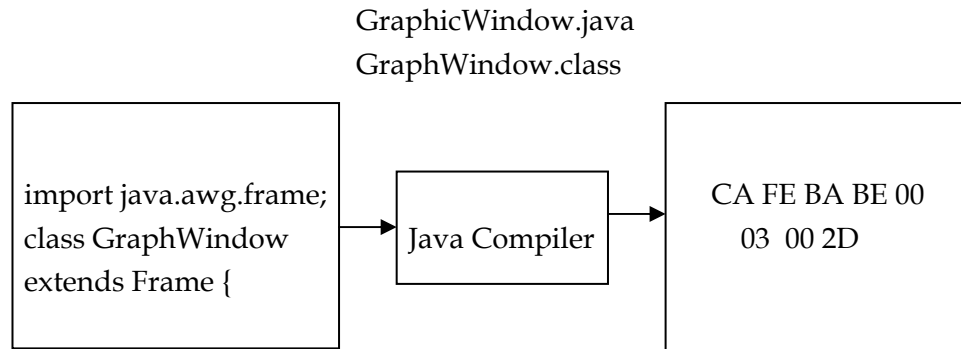 GraphicWindow.java
GraphWindow.class
import java.awg.frame;
class GraphWindow
extends Frame {
Java Compiler
CA FE BA BE 00
03 00 2D